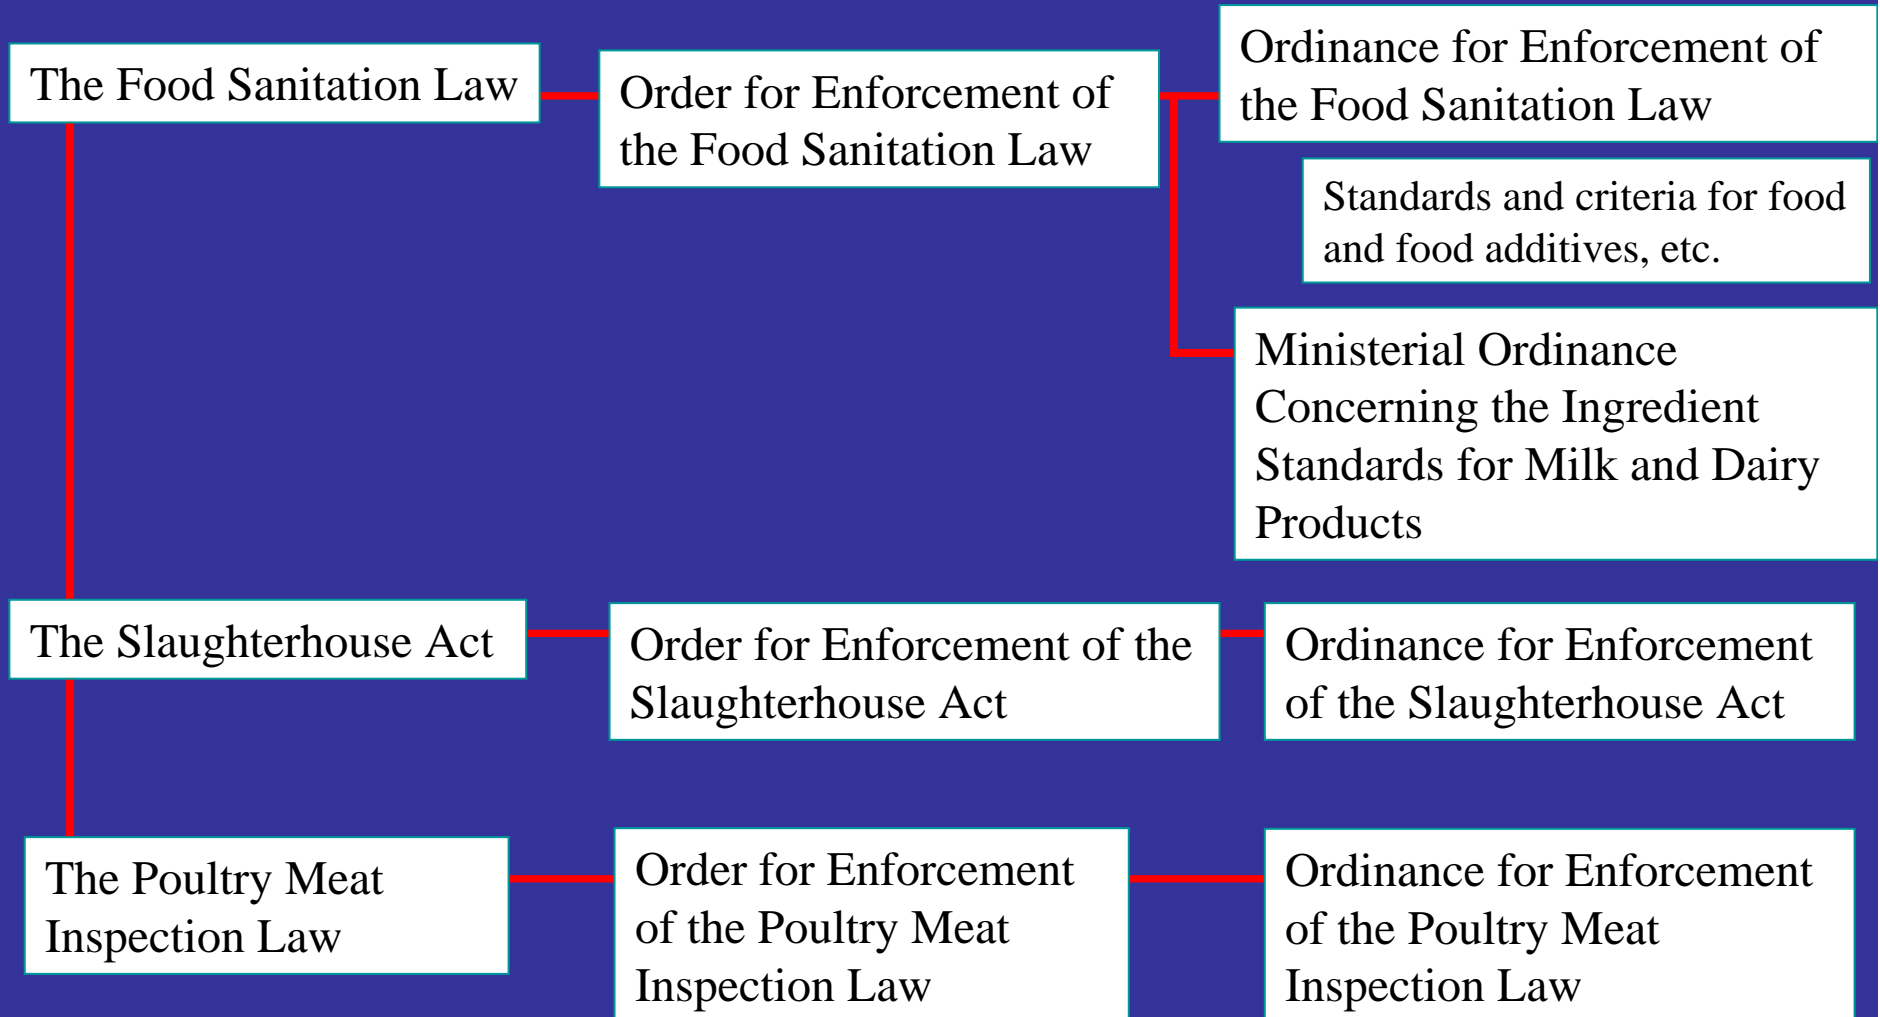 The Food Sanitation Law
Order for Enforcement of
the Food Sanitation Law
Ordinance for Enforcement of
the Food Sanitation Law
Standards and criteria for food
and food additives, etc.
Ministerial Ordinance
Concerning the Ingredient
Standards for Milk and Dairy
Products
The Slaughterhouse Act
Order for Enforcement of the
Slaughterhouse Act
Ordinance for Enforcement
of the Slaughterhouse Act
The Poultry Meat
Inspection Law
Order for Enforcement
of the Poultry Meat
Inspection Law
Ordinance for Enforcement
of the Poultry Meat
Inspection Law